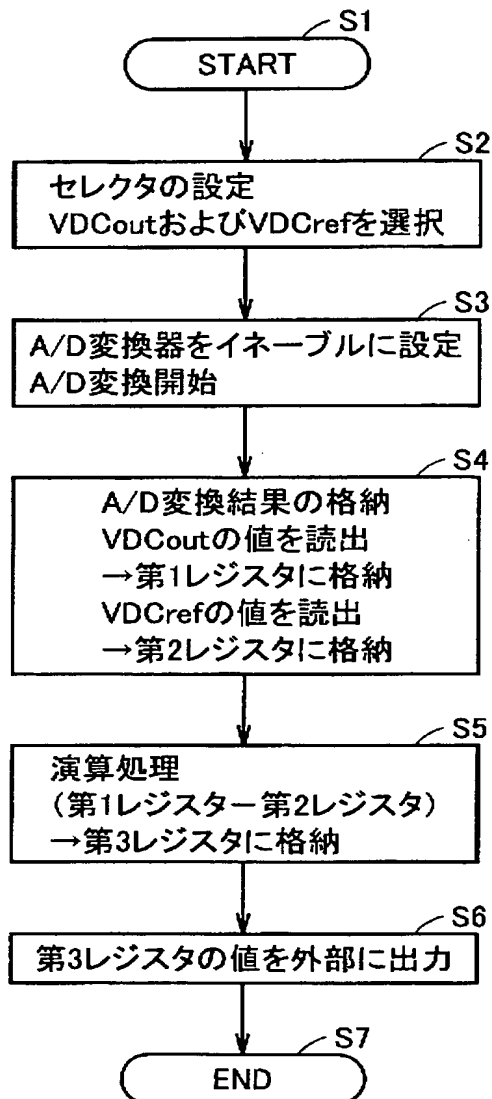 S1
START
S2
セレクタの設定
VDCoutおよびVDCrefを選択
S3
A/D変換器をイネーブルに設定
A/D変換開始
S4
A/D変換結果の格納
VDCoutの値を読出
→第1レジスタに格納
VDCrefの値を読出
→第2レジスタに格納
S5
演算処理
(第1レジスター第2レジスタ)
→第3レジスタに格納
S6
第3レジスタの値を外部に出力
S7
END